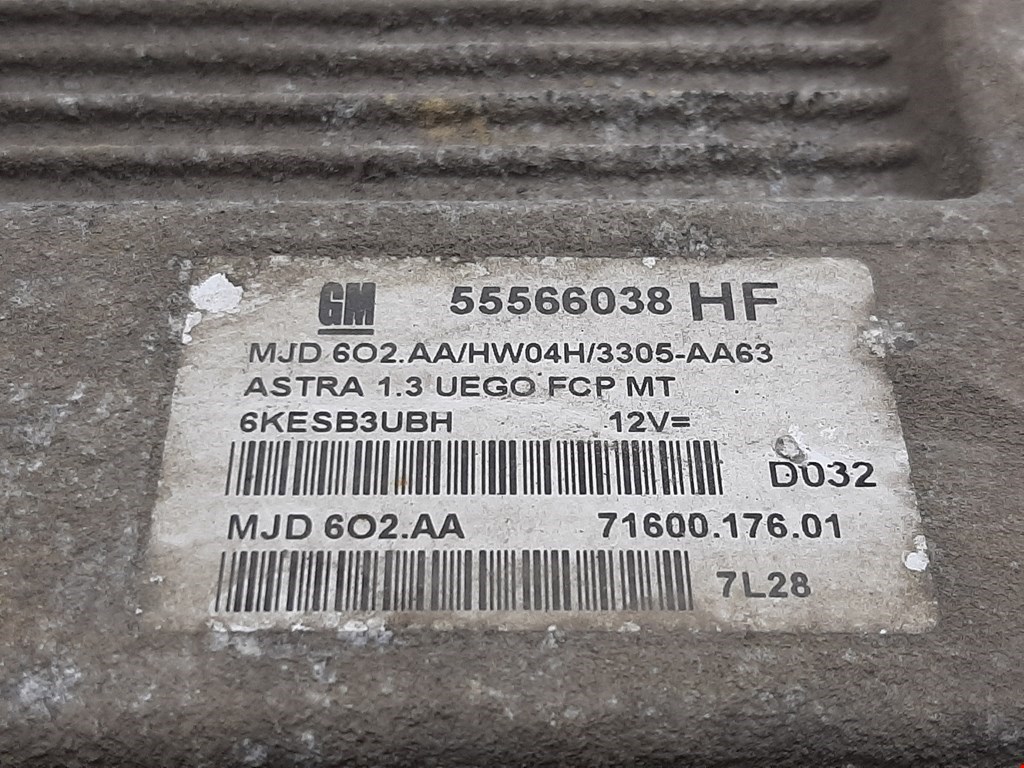 GM 55566038 HF
MJD 6O2.AA/HW04H/3305-AA63
ASTRA 1.3 UEGO FCP MT
6KESB3UBH 12V=
D032
MJD 6O2.AA 71600.176.01
7L28